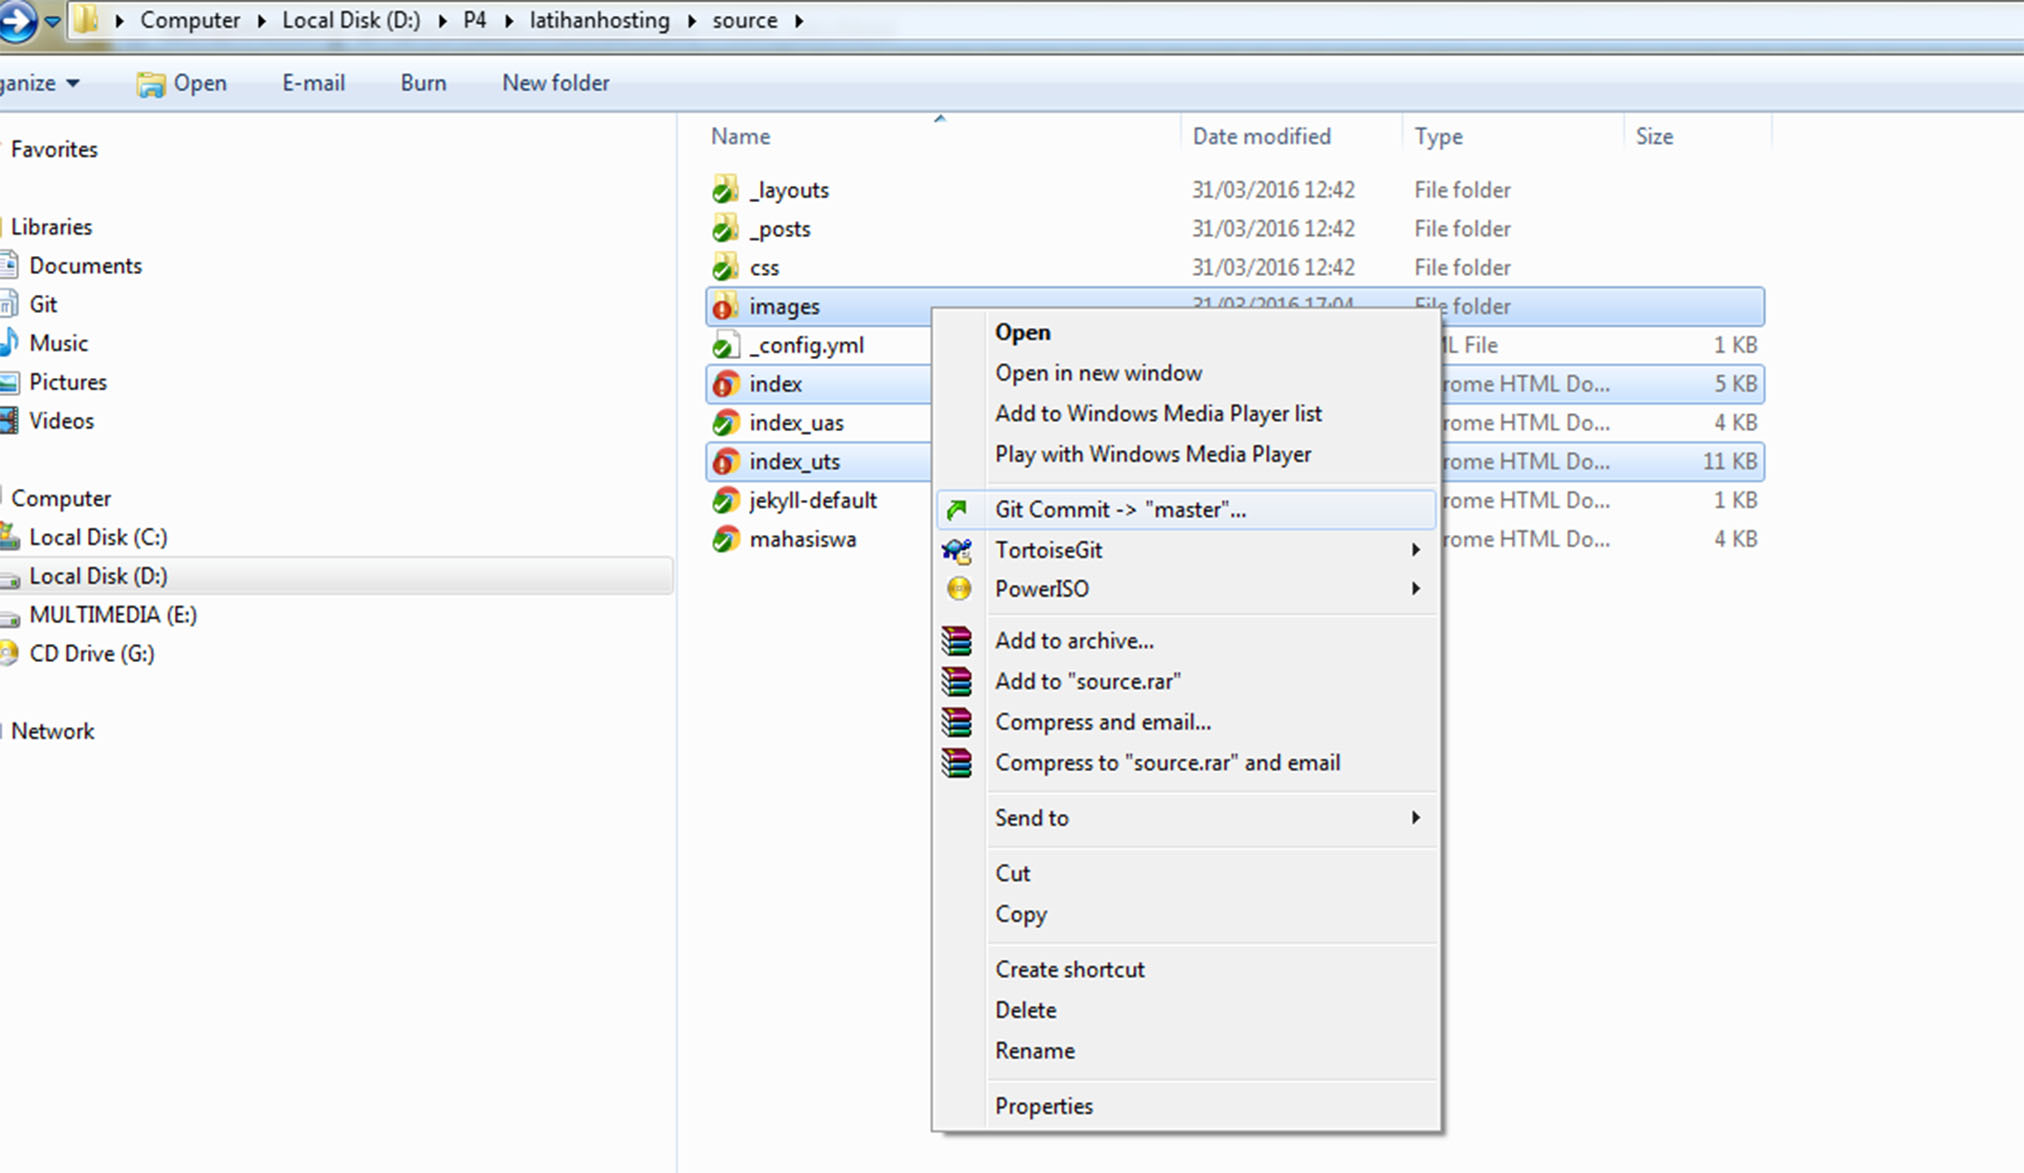 Computer Local Disk (D:) P4 latihanhosting source
ganize Open E-mail Burn New folder
Name Date modified Type Size
Favorites
Libraries
Documents
Git
Music
Pictures
Videos
Computer
Local Disk (C:)
Local Disk (D:)
MULTIMEDIA (E:)
CD Drive (G:)
Network
_layouts 31/03/2016 12:42 File folder
_posts 31/03/2016 12:42 File folder
css 31/03/2016 12:42 File folder
images 31/03/2016 17:04 File folder
_config.yml ML File 1 KB
index rome HTML Do... 5 KB
index_uas rome HTML Do... 4 KB
index_uts rome HTML Do... 11 KB
jekyll-default rome HTML Do... 1 KB
mahasiswa rome HTML Do... 4 KB
Open
Open in new window
Add to Windows Media Player list
Play with Windows Media Player
Git Commit -> "master"...
TortoiseGit
PowerISO
Add to archive...
Add to "source.rar"
Compress and email...
Compress to "source.rar" and email
Send to
Cut
Copy
Create shortcut
Delete
Rename
Properties